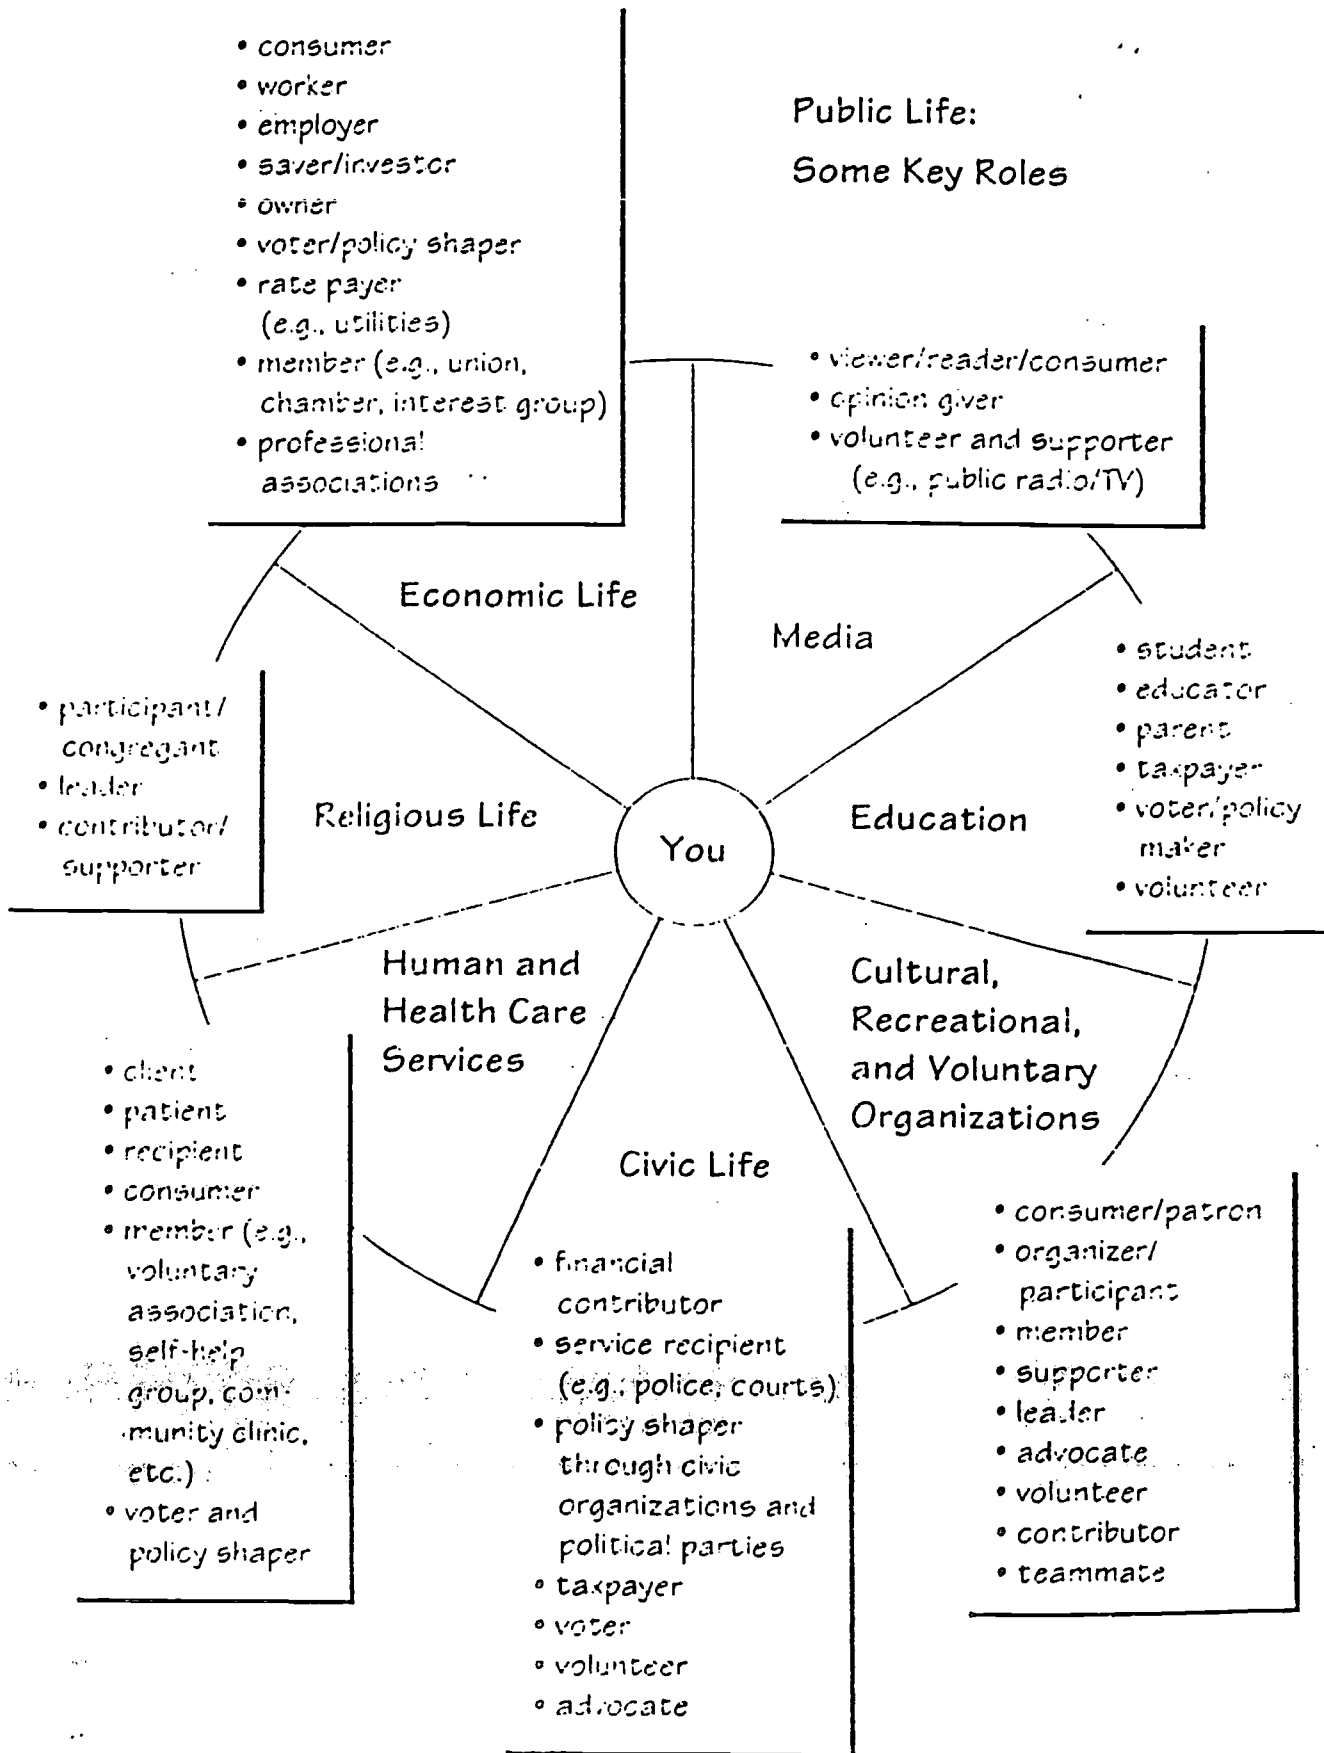 Public Life:
Some Key Roles
• consumer
• worker
• employer
• saver/investor
• owner
• voter/policy shaper
• rate payer
(e.g., utilities)
• member (e.g., union,
chamber, interest group)
• professional
associations
Economic Life
• viewer/reader/consumer
• opinion giver
• volunteer and supporter
(e.g., public radio/TV)
Media
• student
• educator
• parent
• taxpayer
• voter/policy
maker
• volunteer
Education
• participant/
congregant
• leader
• contributor/
supporter
Religious Life
You
Human and
Health Care
Services
• client
• patient
• recipient
• consumer
• member (e.g.,
voluntary
association,
self-help
group, com-
munity clinic,
etc.)
• voter and
policy shaper
Civic Life
• financial
contributor
• service recipient
(e.g., police, courts)
• policy shaper
through civic
organizations and
political parties
• taxpayer
• voter
• volunteer
• advocate
Cultural,
Recreational,
and Voluntary
Organizations
• consumer/patron
• organizer/
participant
• member
• supporter
• leader
• advocate
• volunteer
• contributor
• teammate